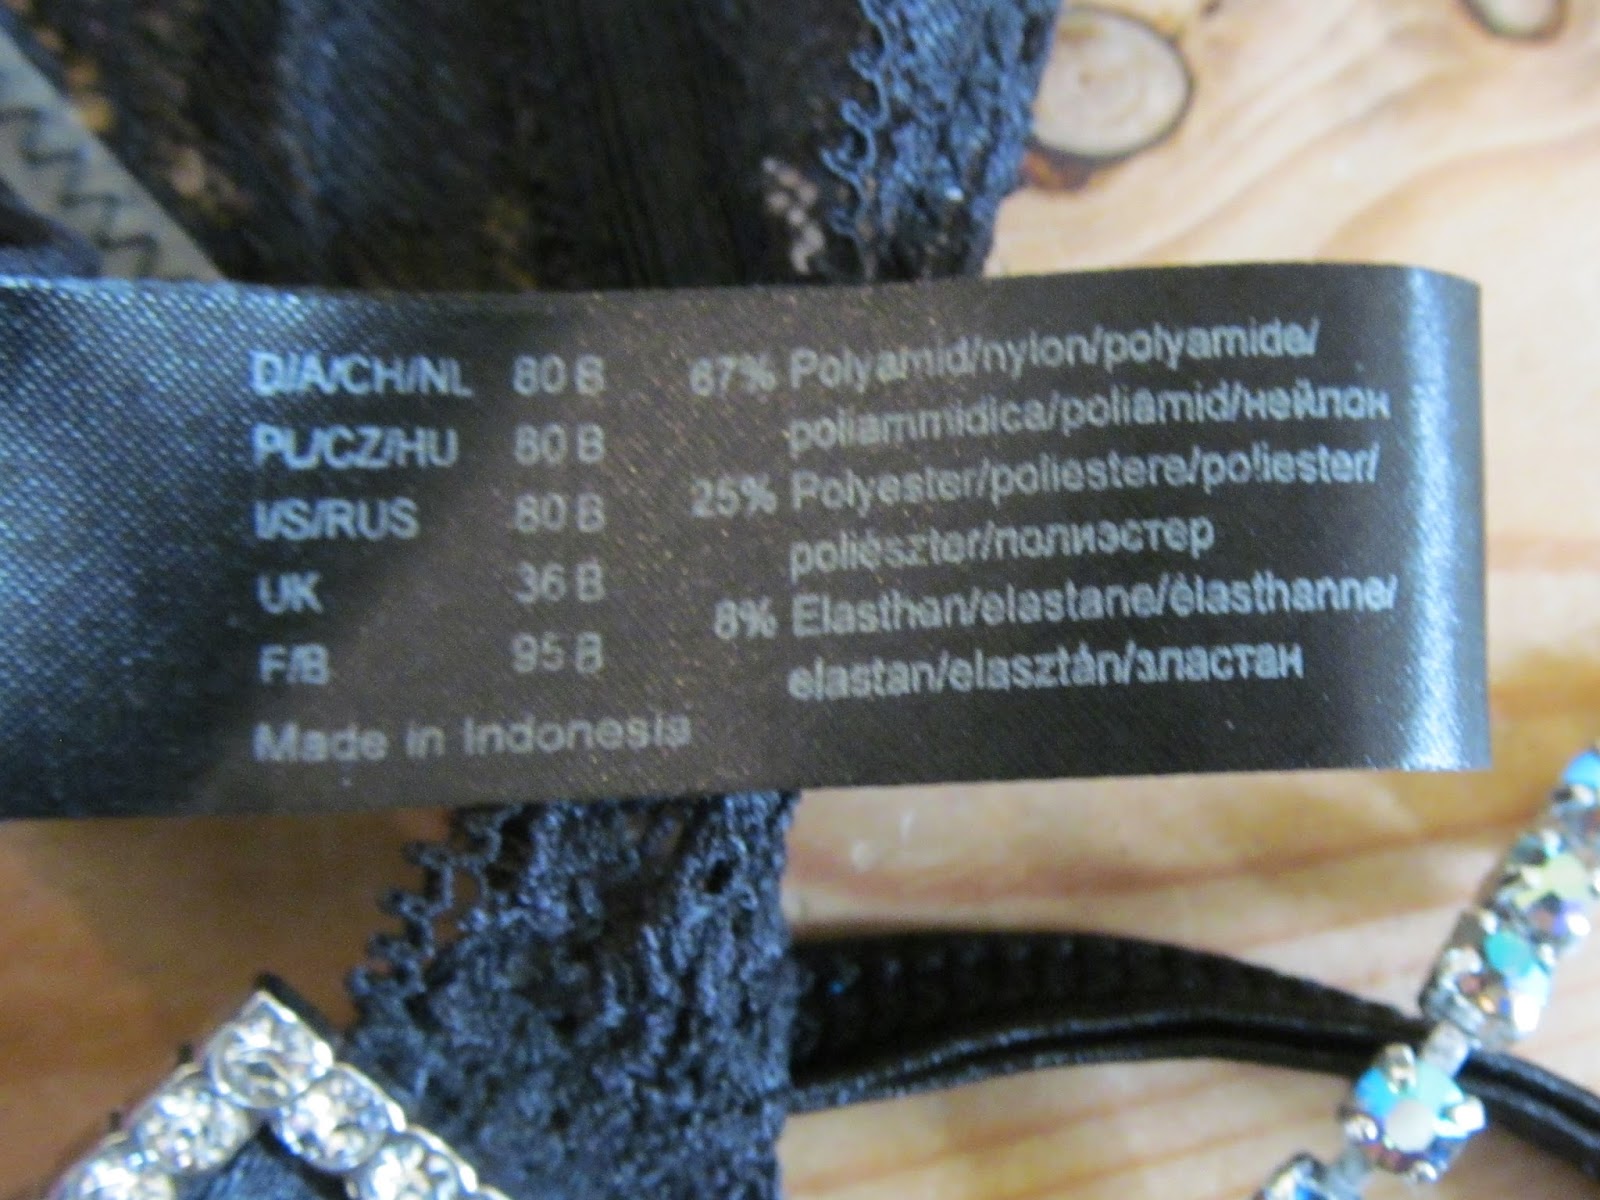 D/A/CH/NL 80 B
PL/CZ/HU 80 B
I/S/RUS 80 B
UK 36 B
F/B 95 B
Made in Indonesia
67% Polyamid/nylon/polyamide/
poliammidica/poliamid/нейлон
25% Polyester/poliestere/poliester/
poliészter/полиэстер
8% Elasthan/elastane/élasthanne/
elastan/elasztán/эластан